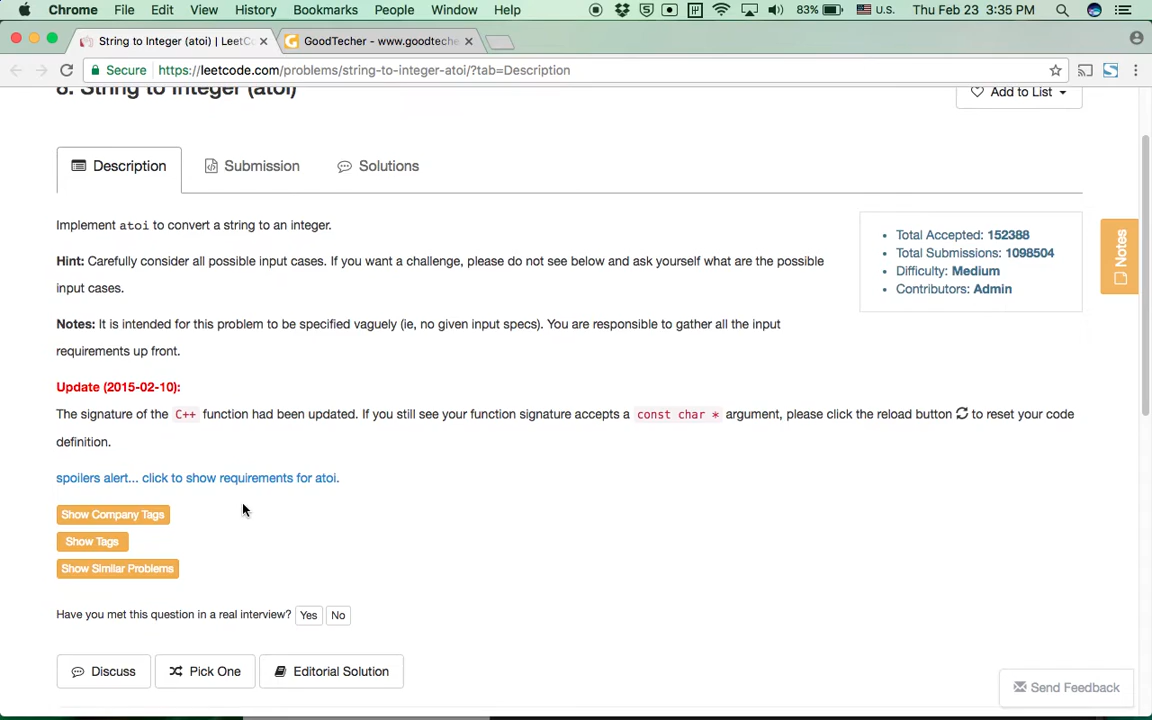 Chrome File Edit View History Bookmarks People Window Help 83% U.S. Thu Feb 23 3:35 PM
String to Integer (atoi) | LeetC GoodTecher - www.goodteche
Secure https://leetcode.com/problems/string-to-integer-atoi/?tab=Description
8. String to Integer (atoi) Add to List
Description Submission Solutions
Implement atoi to convert a string to an integer.
Total Accepted: 152388
Total Submissions: 1098504
Difficulty: Medium
Contributors: Admin
Notes
Hint: Carefully consider all possible input cases. If you want a challenge, please do not see below and ask yourself what are the possible
input cases.
Notes: It is intended for this problem to be specified vaguely (ie, no given input specs). You are responsible to gather all the input
requirements up front.
Update (2015-02-10):
The signature of the C++ function had been updated. If you still see your function signature accepts a const char * argument, please click the reload button to reset your code
definition.
spoilers alert... click to show requirements for atoi.
Show Company Tags
Show Tags
Show Similar Problems
Have you met this question in a real interview? Yes No
Discuss Pick One Editorial Solution
Send Feedback